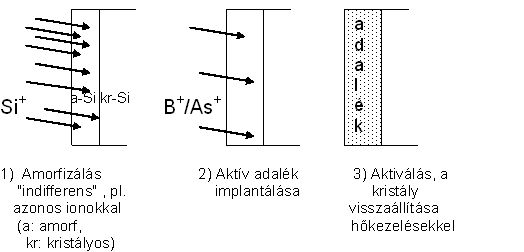 Si+
a-Si kr-Si
B+/As+
adalék
1) Amorfizálás
"indifferens" , pl.
azonos ionokkal
(a: amorf,
kr: kristályos)
2) Aktív adalék
implantálása
3) Aktiválás, a
kristály
visszaállítása
hőkezelésekkel